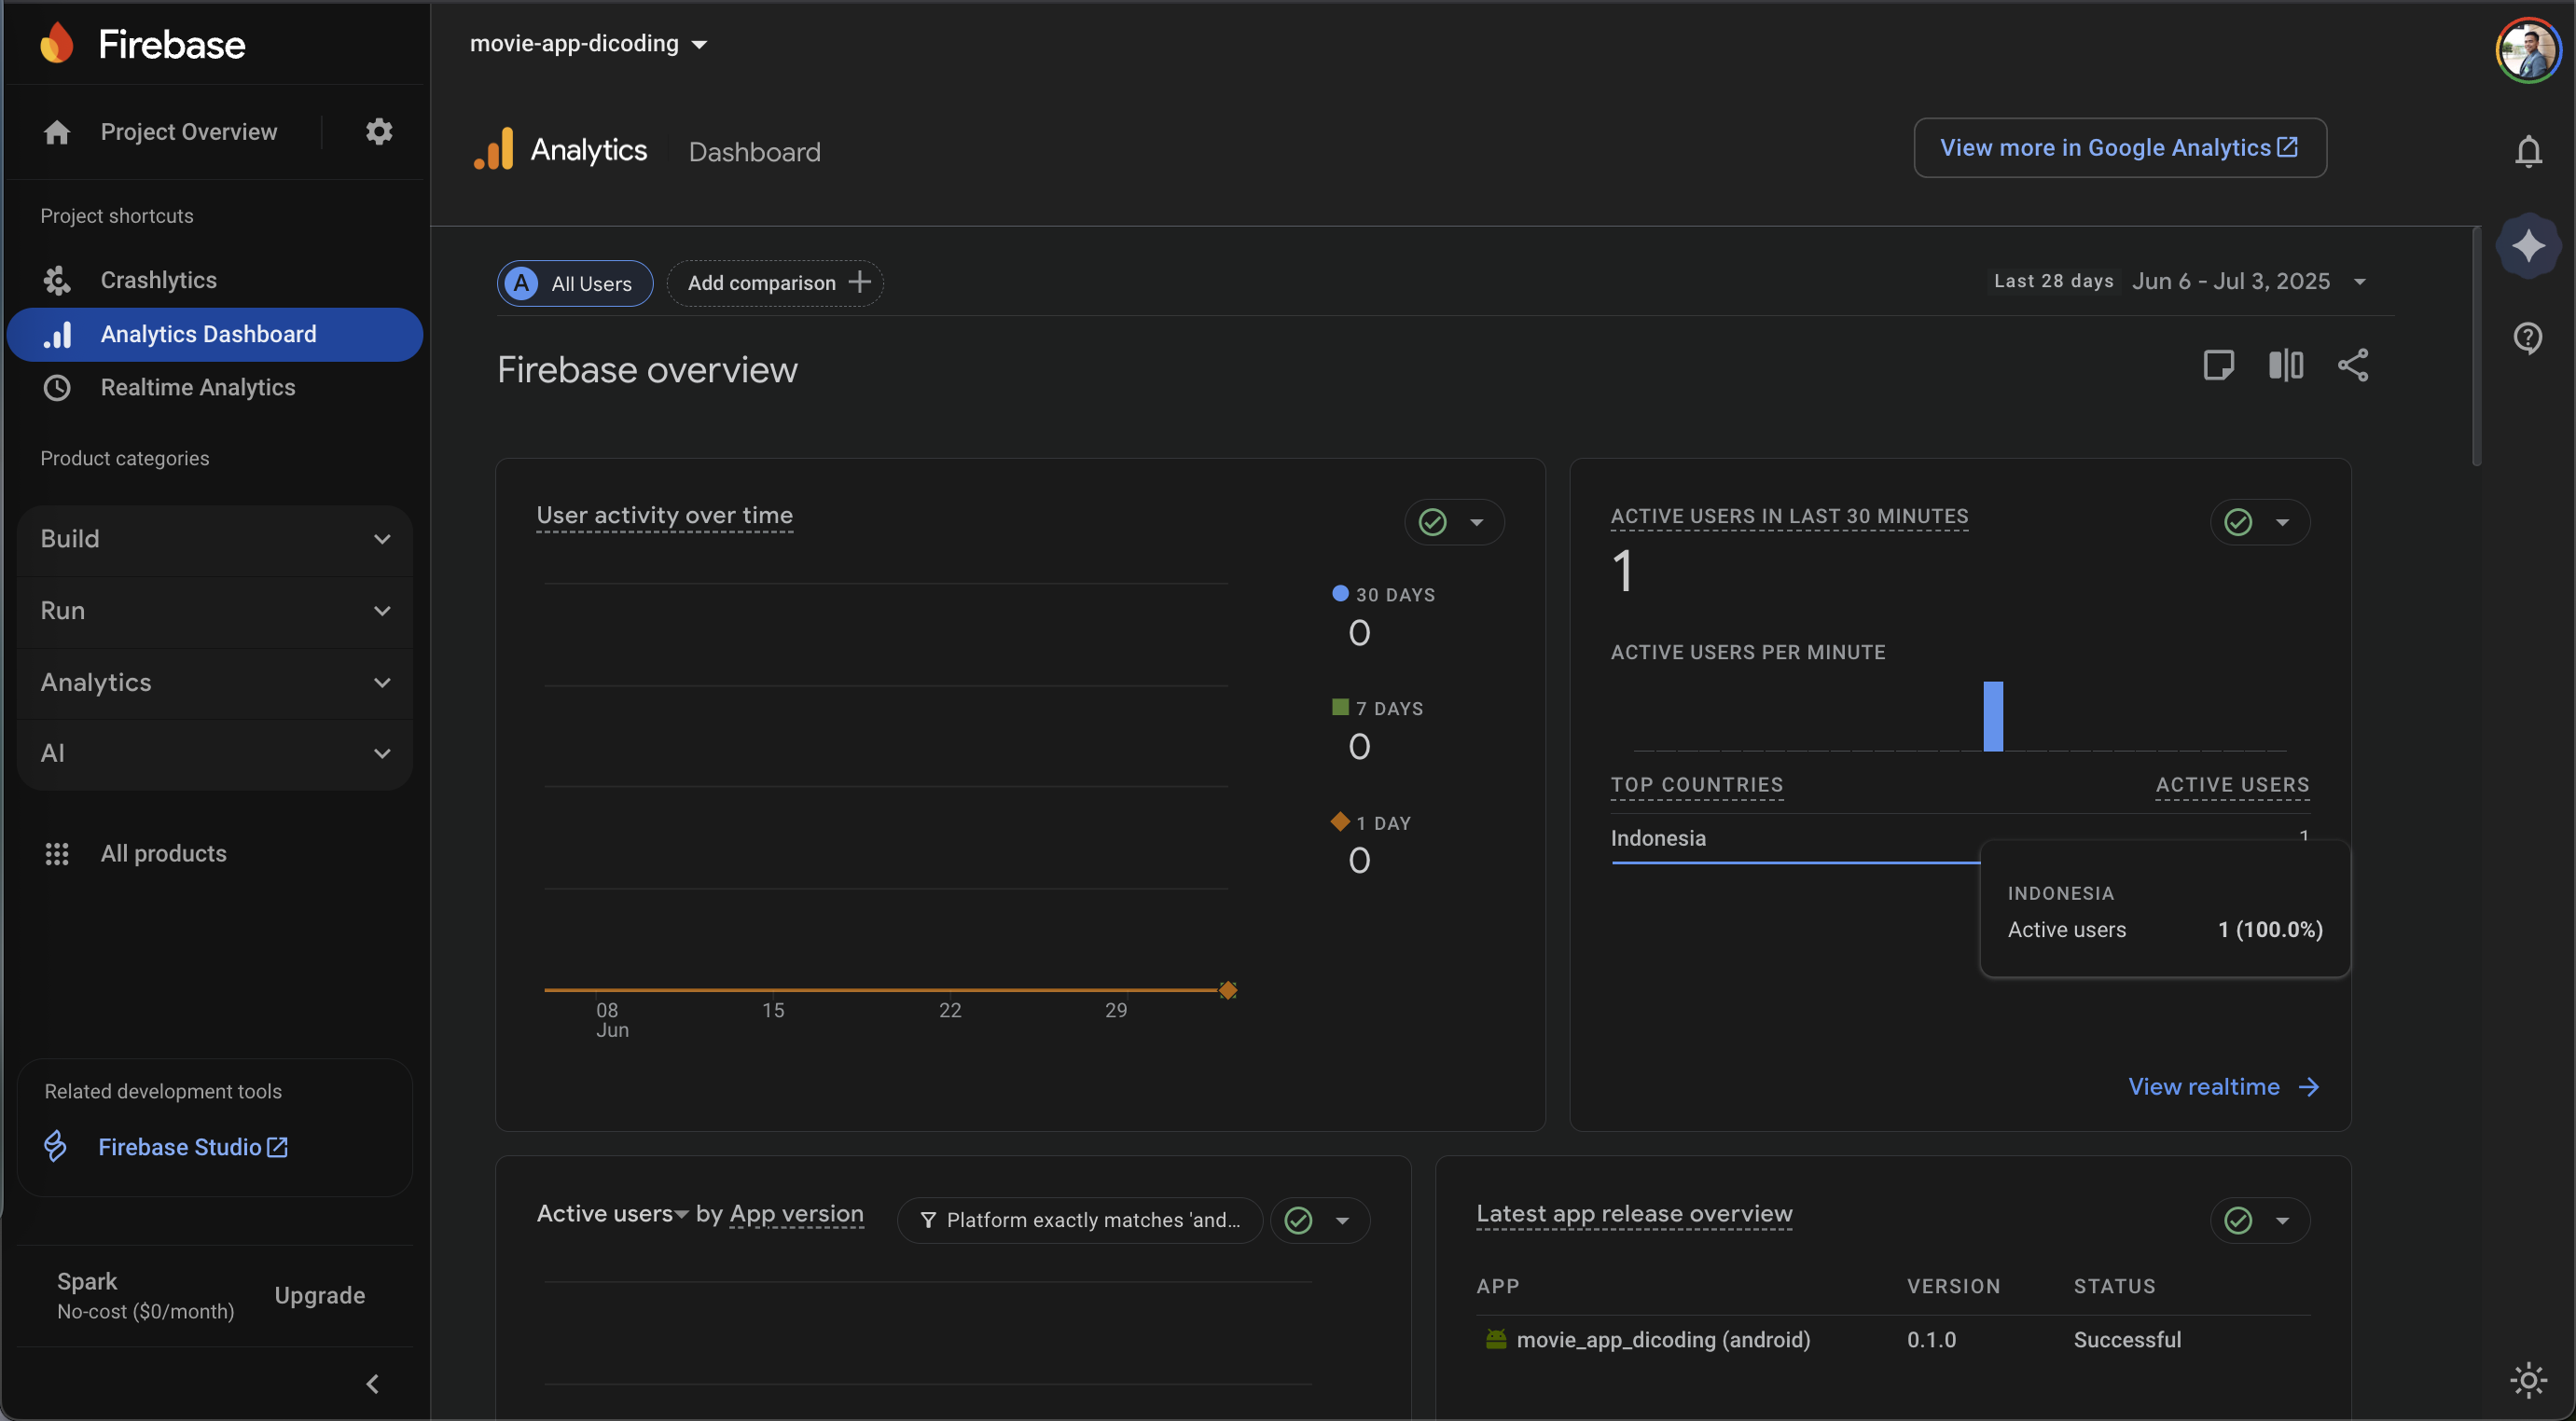 Firebase
Project Overview
Project shortcuts
Crashlytics
Analytics Dashboard
Realtime Analytics
Product categories
Build
Run
Analytics
AI
All products
Related development tools
Firebase Studio
Spark
No-cost ($0/month)
Upgrade
movie-app-dicoding
Analytics Dashboard
View more in Google Analytics
A All Users
Add comparison
Last 28 days Jun 6 - Jul 3, 2025
Firebase overview
User activity over time
30 DAYS
0
7 DAYS
0
1 DAY
0
08 15 22 29
Jun
ACTIVE USERS IN LAST 30 MINUTES
1
ACTIVE USERS PER MINUTE
TOP COUNTRIES ACTIVE USERS
Indonesia 1
INDONESIA
Active users 1 (100.0%)
View realtime
Active users by App version
Platform exactly matches 'and...
Latest app release overview
APP VERSION STATUS
movie_app_dicoding (android) 0.1.0 Successful